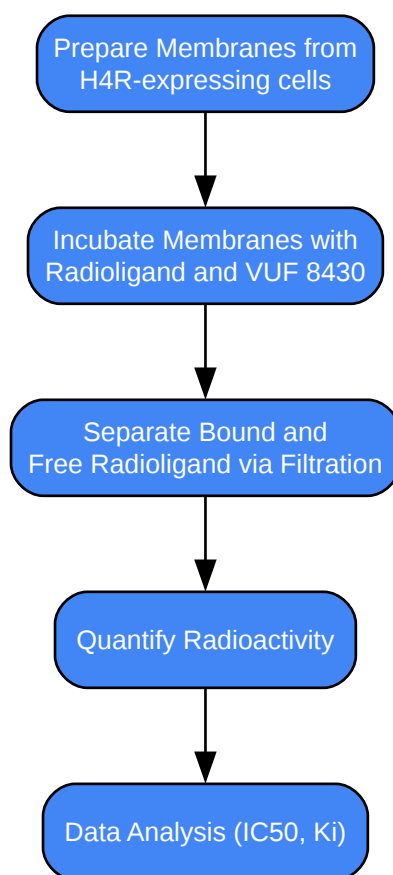 Prepare Membranes from
H4R-expressing cells
Incubate Membranes with
Radioligand and VUF 8430
Separate Bound and
Free Radioligand via Filtration
Quantify Radioactivity
Data Analysis (IC50, Ki)